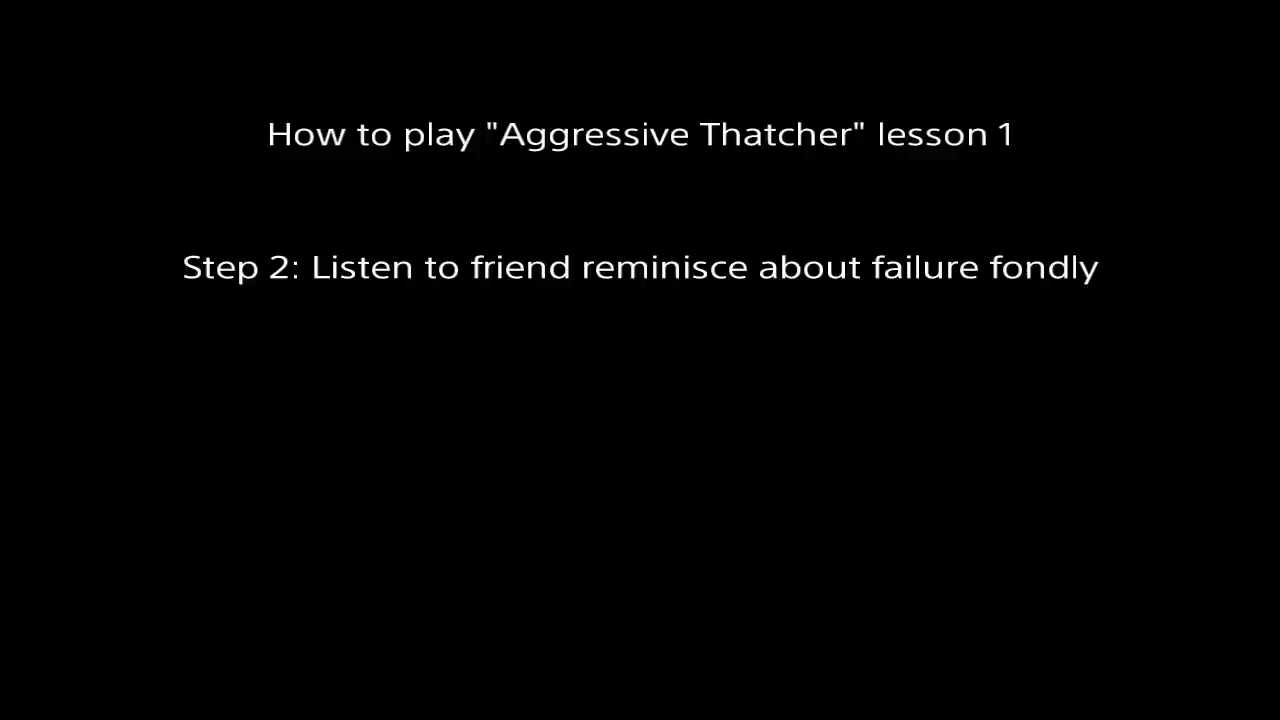 How to play "Aggressive Thatcher" lesson 1
Step 2: Listen to friend reminisce about failure fondly